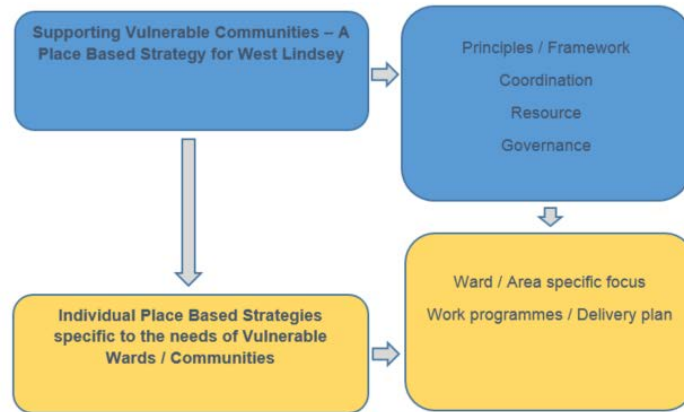 Supporting Vulnerable Communities – A
Place Based Strategy for West Lindsey
Principles / Framework
Coordination
Resource
Governance
Individual Place Based Strategies
specific to the needs of Vulnerable
Wards / Communities
Ward / Area specific focus
Work programmes / Delivery plan